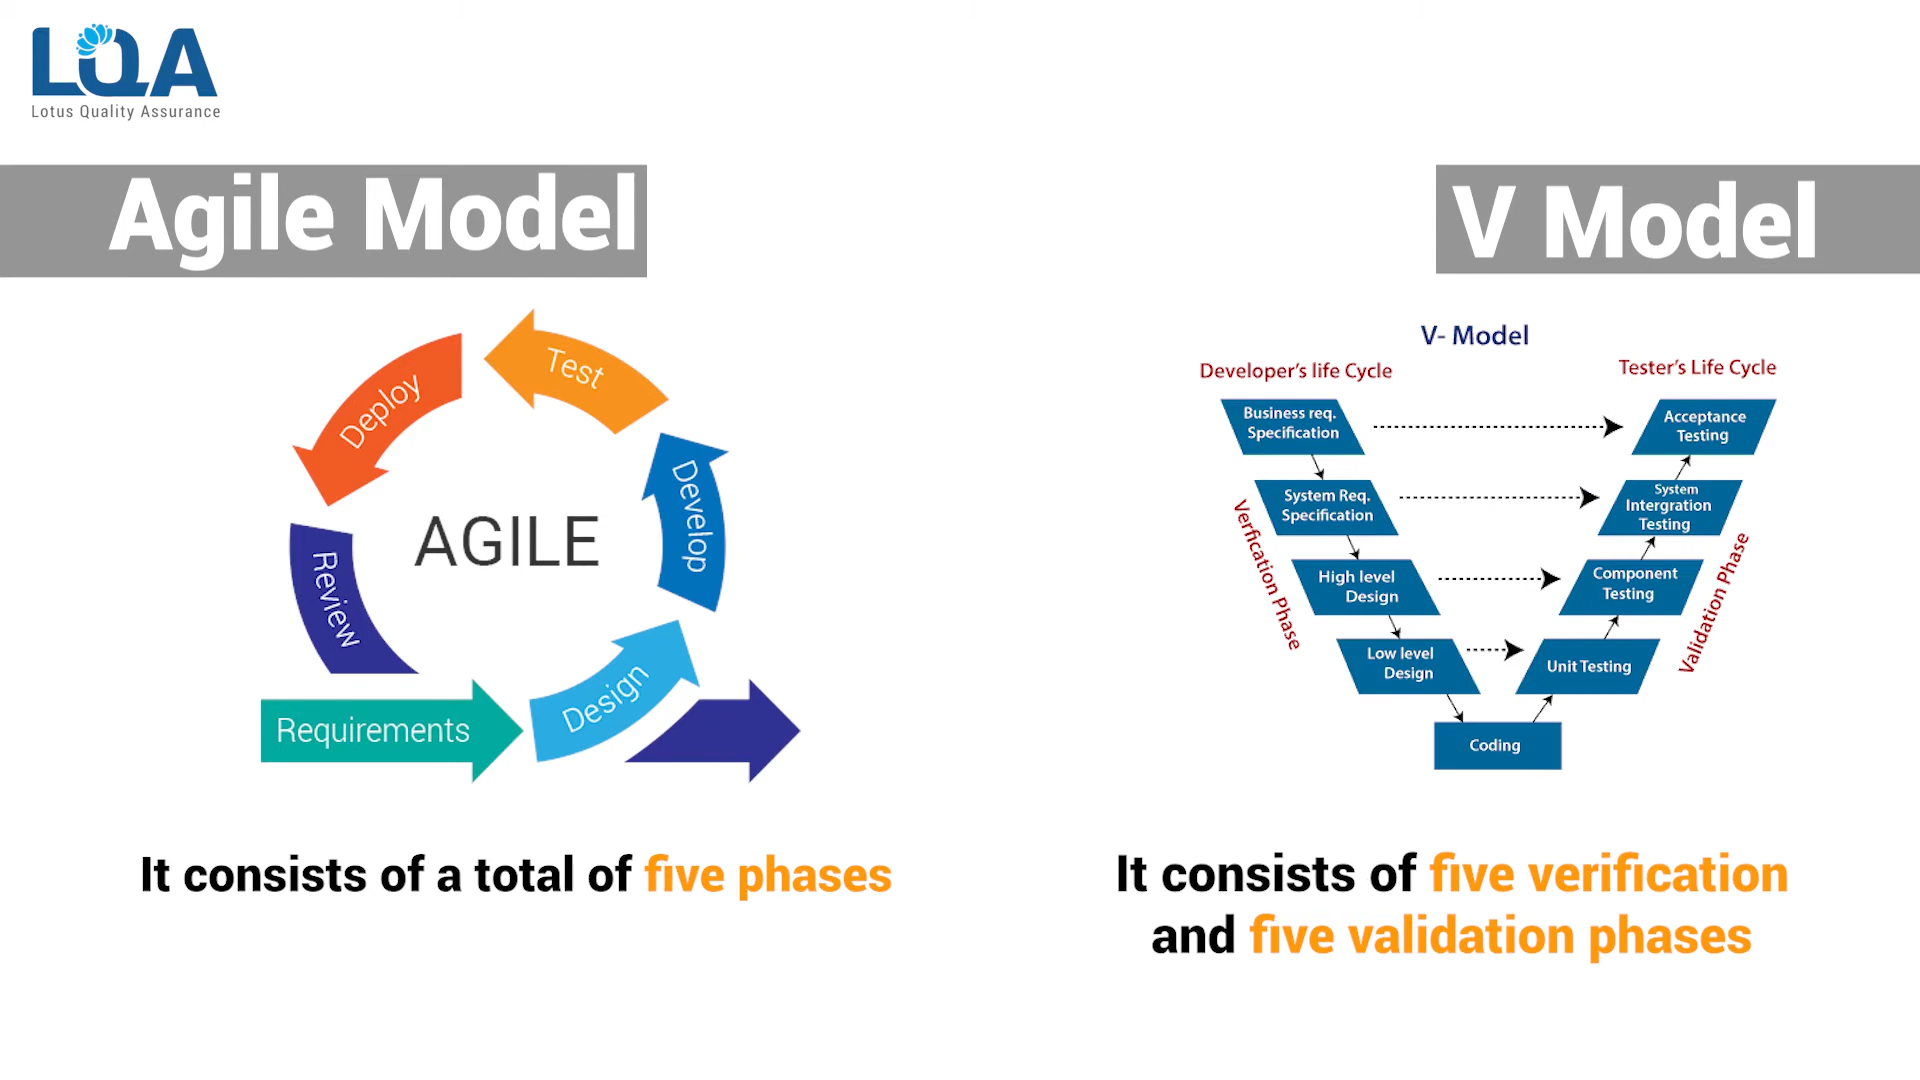 LQA
Lotus Quality Assurance
Agile Model
Test
Deploy
Develop
AGILE
Review
Design
Requirements
It consists of a total of five phases
V Model
V- Model
Developer's life Cycle
Tester's Life Cycle
Business req.
Specification
Acceptance
Testing
System Req.
Specification
System
Intergration
Testing
Verfication Phase
Validation Phase
High level
Design
Component
Testing
Low level
Design
Unit Testing
Coding
It consists of five verification
and five validation phases